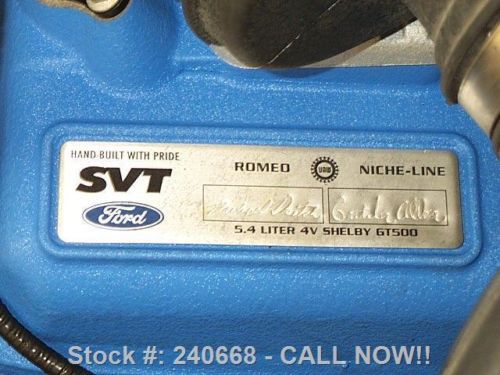 HAND-BUILT WITH PRIDE
ROMEO UAW NICHE-LINE
SVT
Ford
5.4 LITER 4V SHELBY GT500
Stock #: 240668 - CALL NOW!!